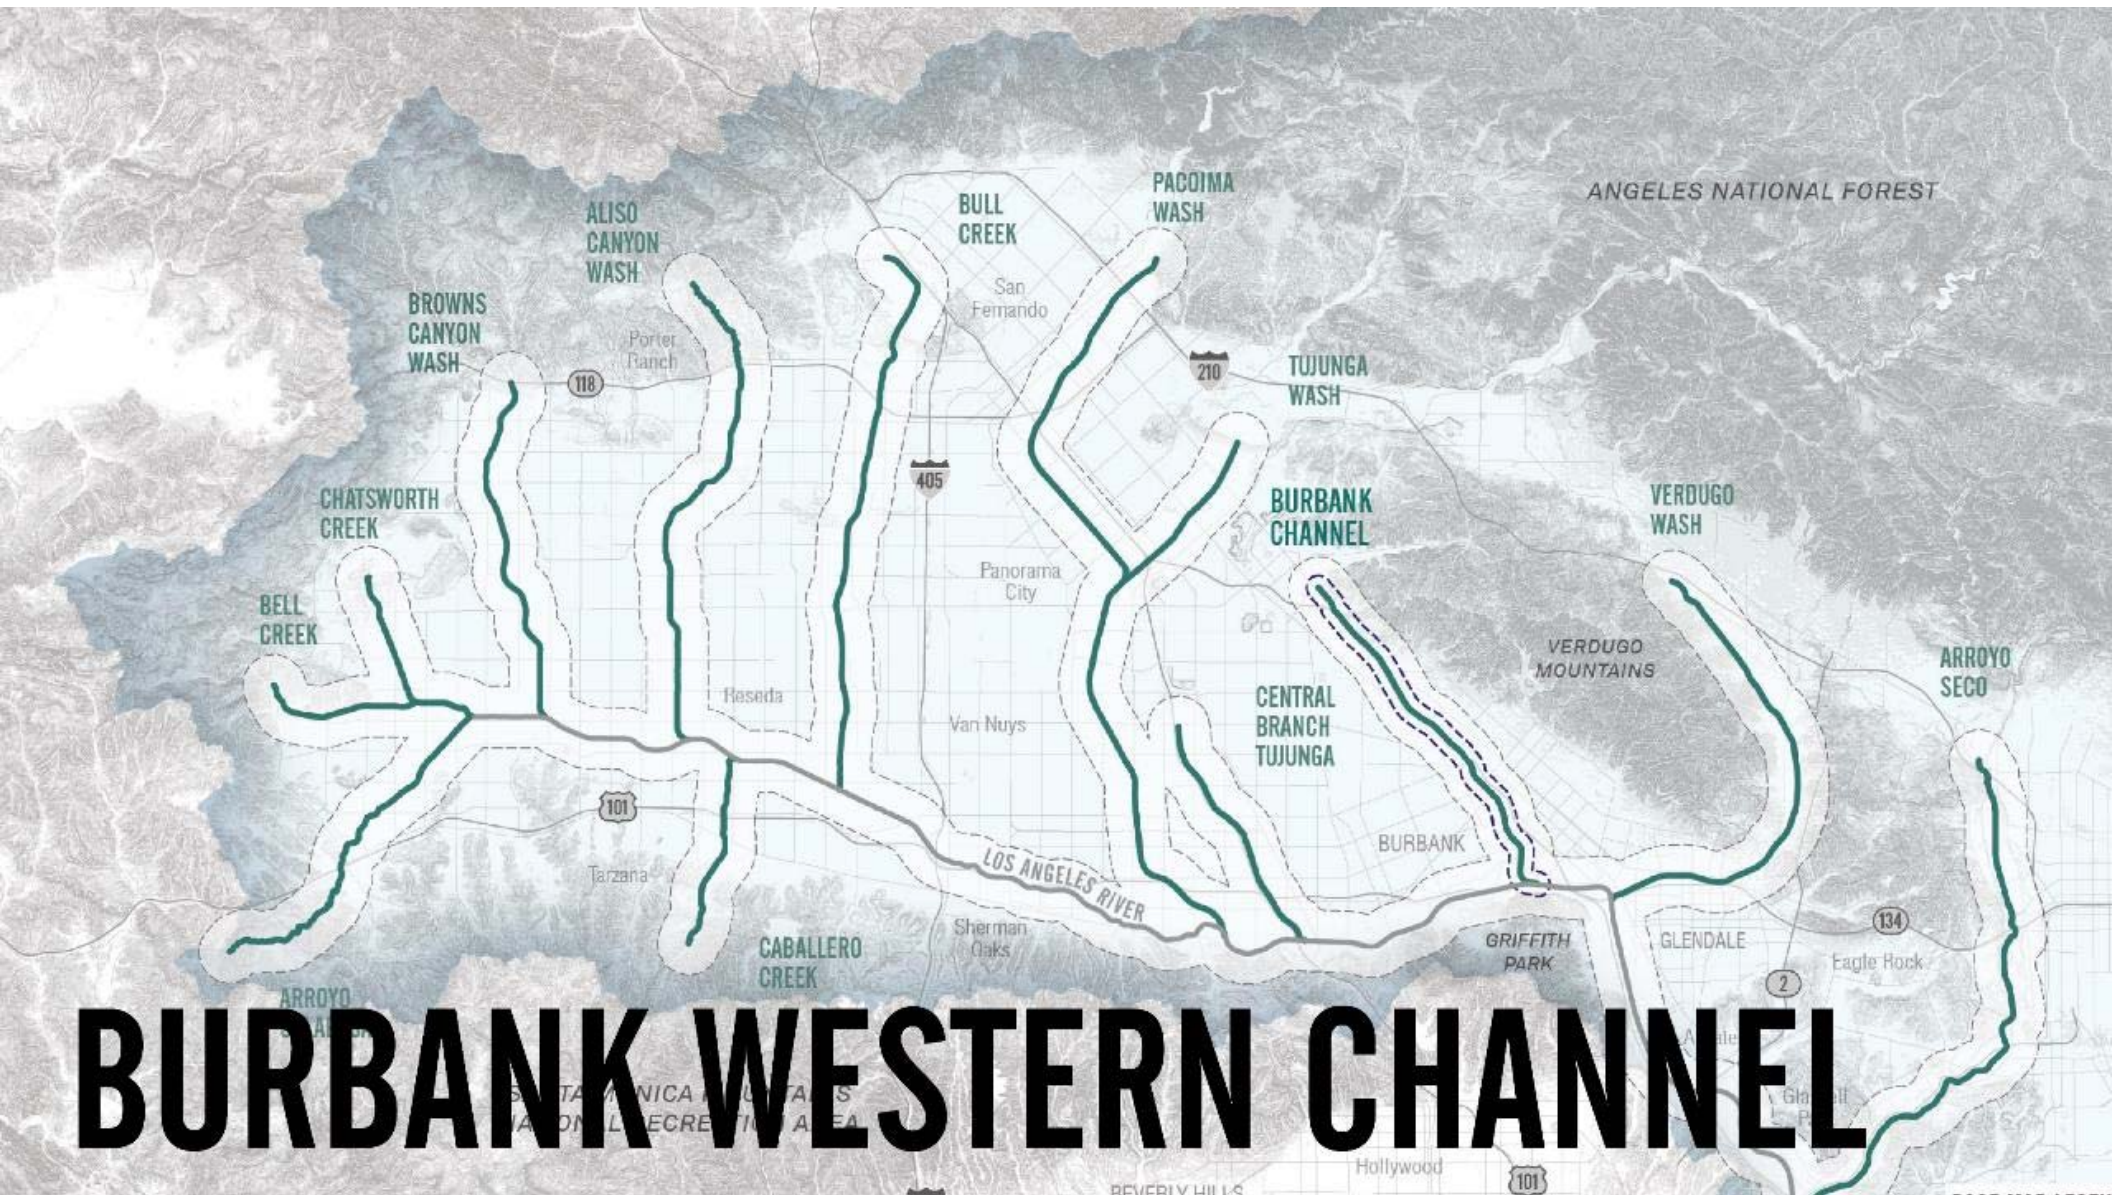 ANGELES NATIONAL FOREST
PACOIMA
WASH
BULL
CREEK
ALISO
CANYON
WASH
San
Fernando
BROWNS
CANYON
WASH
Porter
Ranch
118
210
TUJUNGA
WASH
405
CHATSWORTH
CREEK
BURBANK
CHANNEL
VERDUGO
WASH
Panorama
City
BELL
CREEK
VERDUGO
MOUNTAINS
ARROYO
SECO
Reseda
Van Nuys
CENTRAL
BRANCH
TUJUNGA
101
BURBANK
Tarzana
LOS ANGELES RIVER
Sherman
Oaks
CABALLERO
CREEK
GRIFFITH
PARK
GLENDALE
134
Eagle Rock
2
ARROYO
BURBANK WESTERN CHANNEL
Hollywood
101
BEVERLY HILLS